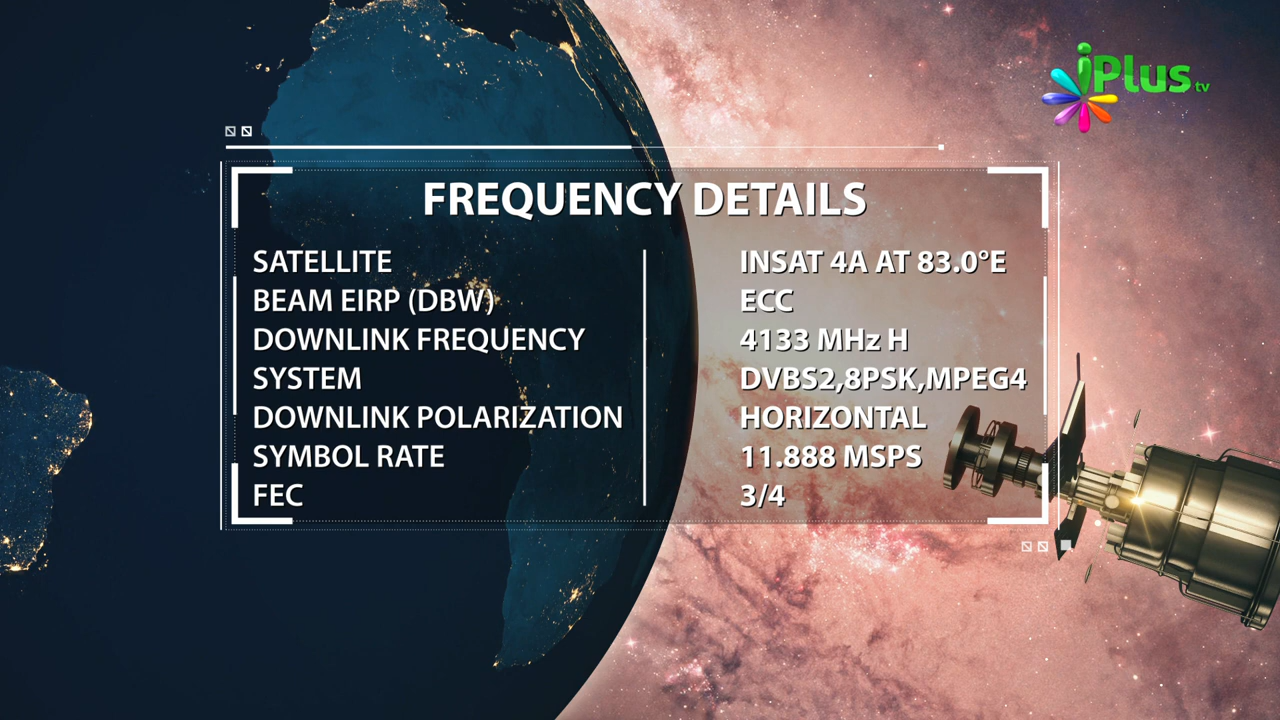 iPlus tv
FREQUENCY DETAILS
SATELLITE INSAT 4A AT 83.0°E
BEAM EIRP (DBW) ECC
DOWNLINK FREQUENCY 4133 MHz H
SYSTEM DVBS2,8PSK,MPEG4
DOWNLINK POLARIZATION HORIZONTAL
SYMBOL RATE 11.888 MSPS
FEC 3/4